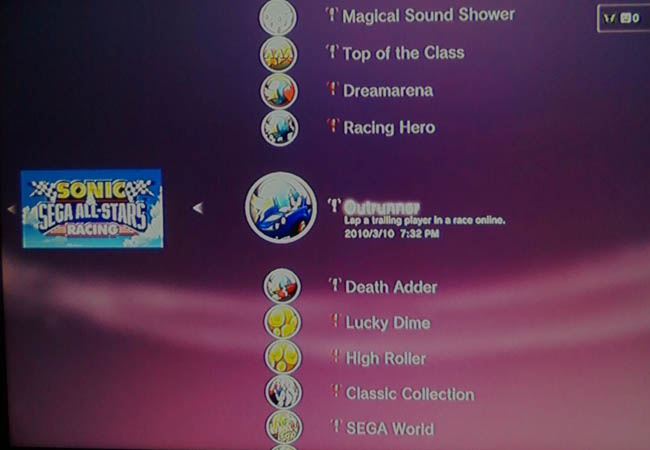 Magical Sound Shower
0
Top of the Class
Dreamarena
Racing Hero
SONIC
& SEGA ALL-STARS
RACING
Outrunner
Lap a trailing player in a race online.
2010/3/10 7:32 PM
Death Adder
Lucky Dime
High Roller
Classic Collection
SEGA World